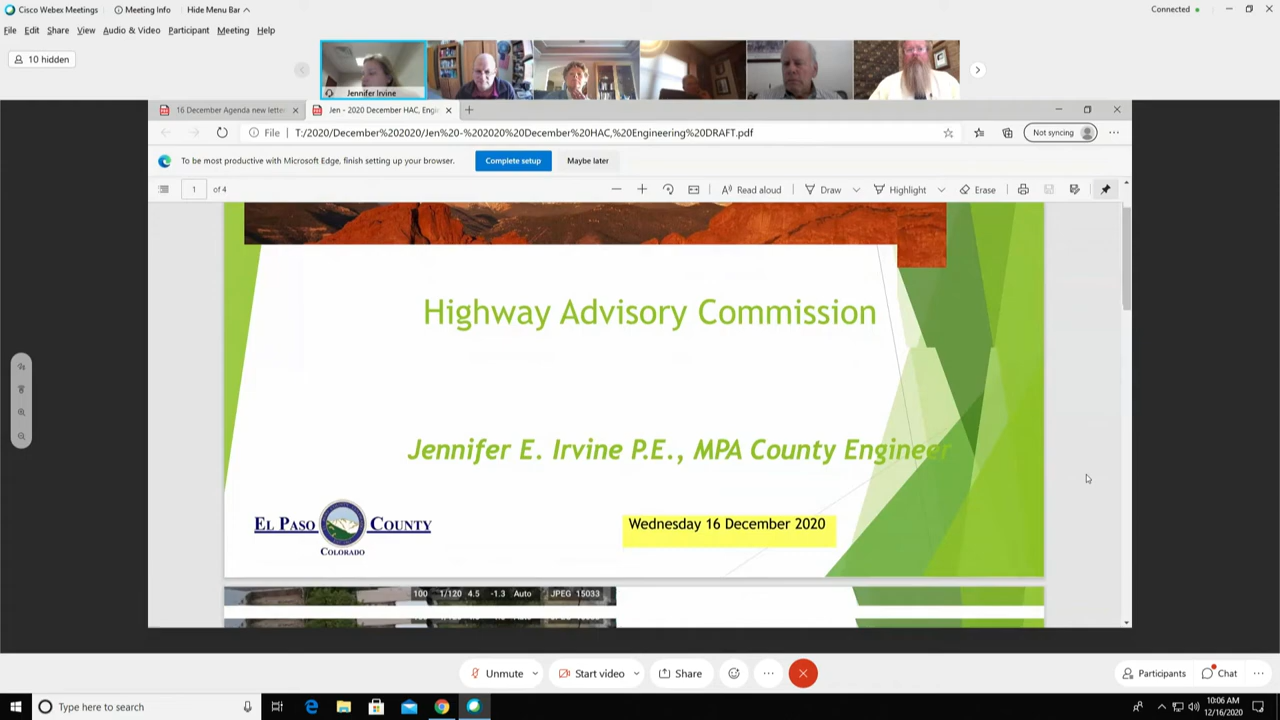 Cisco Webex Meetings
Meeting Info
Hide Menu Bar
Connected
File Edit Share View Audio & Video Participant Meeting Help
10 hidden
Jennifer Irvine
16 December Agenda new lette
Jen - 2020 December HAC, Engi
File
T:/2020/December%202020/Jen%20-%202020%20December%20HAC,%20Engineering%20DRAFT.pdf
Not syncing
To be most productive with Microsoft Edge, finish setting up your browser.
Complete setup
Maybe later
1 of 4
Read aloud
Draw
Highlight
Erase
Highway Advisory Commission
Jennifer E. Irvine P.E., MPA County Engineer
EL PASO COUNTY
COLORADO
Wednesday 16 December 2020
100 1/120 4.5 -1.3 Auto JPEG 15033
Unmute
Start video
Share
Participants
Chat
Type here to search
10:06 AM
12/16/2020